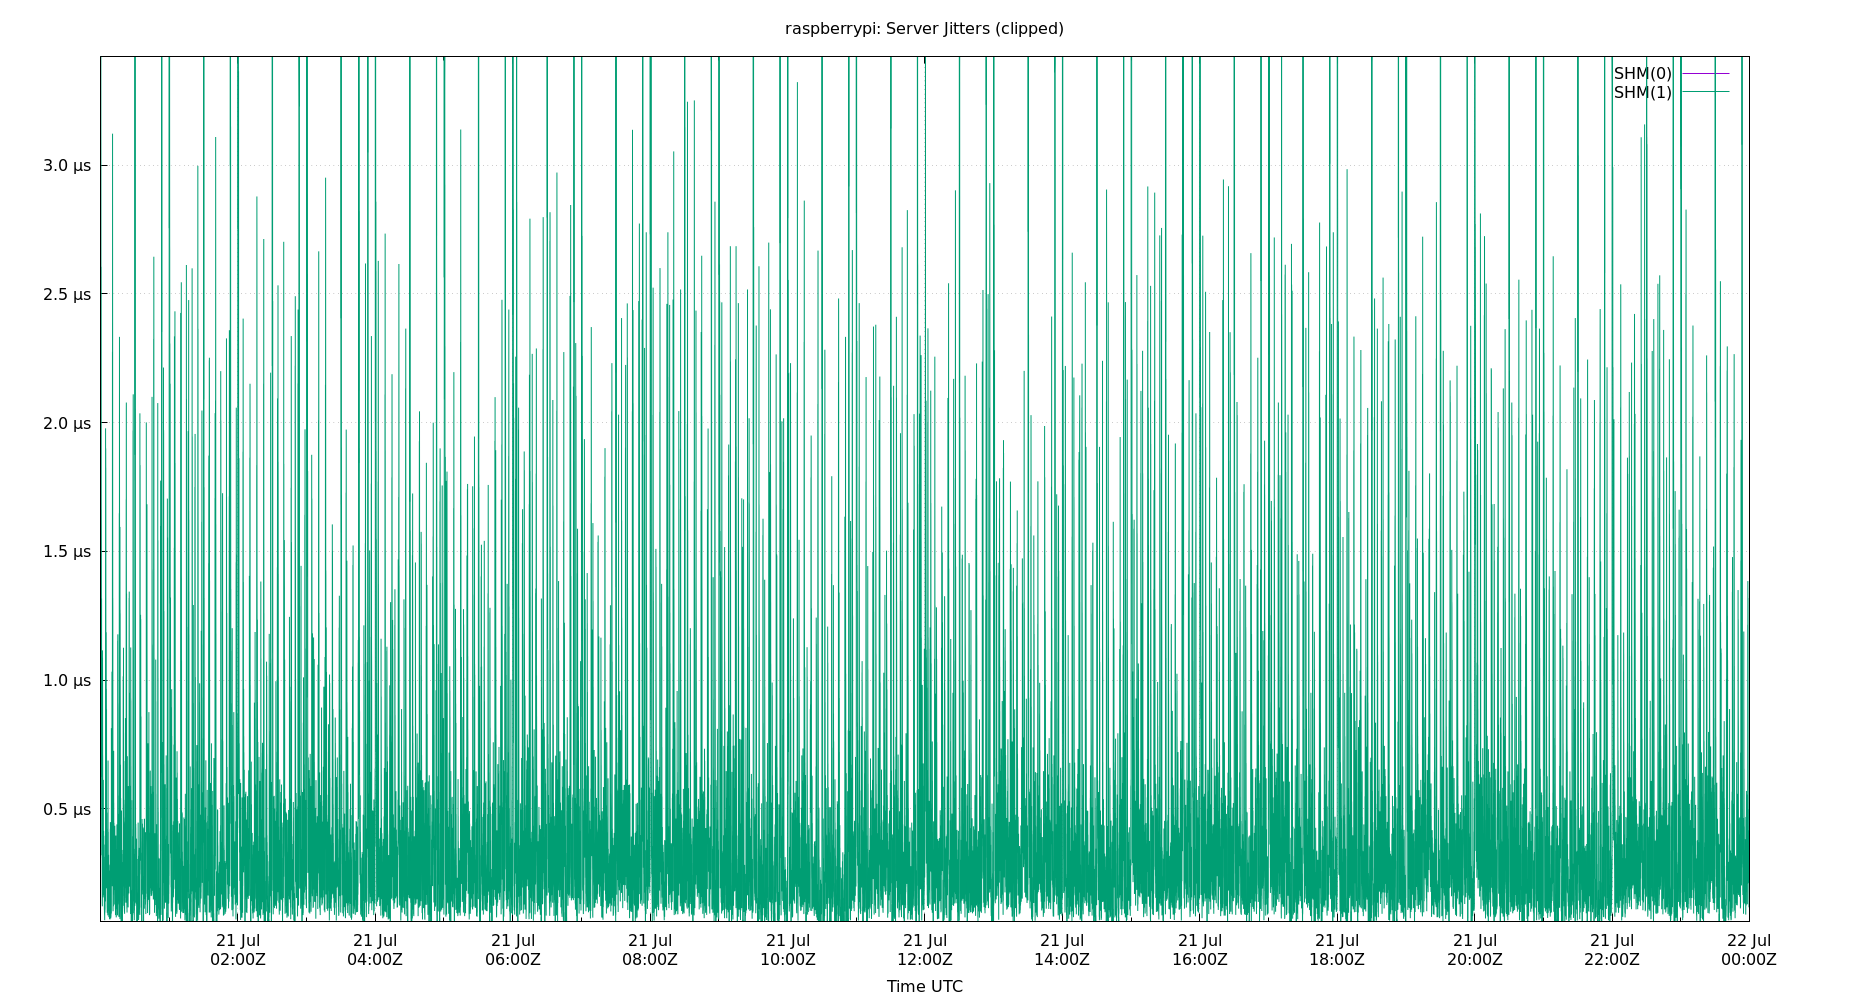 raspberrypi: Server Jitters (clipped)
SHM(0)
SHM(1)
3.0 µs
2.5 µs
2.0 µs
1.5 µs
1.0 µs
0.5 µs
21 Jul 21 Jul 21 Jul 21 Jul 21 Jul 21 Jul 21 Jul 21 Jul 21 Jul 21 Jul 21 Jul 22 Jul
02:00Z 04:00Z 06:00Z 08:00Z 10:00Z 12:00Z 14:00Z 16:00Z 18:00Z 20:00Z 22:00Z 00:00Z
Time UTC